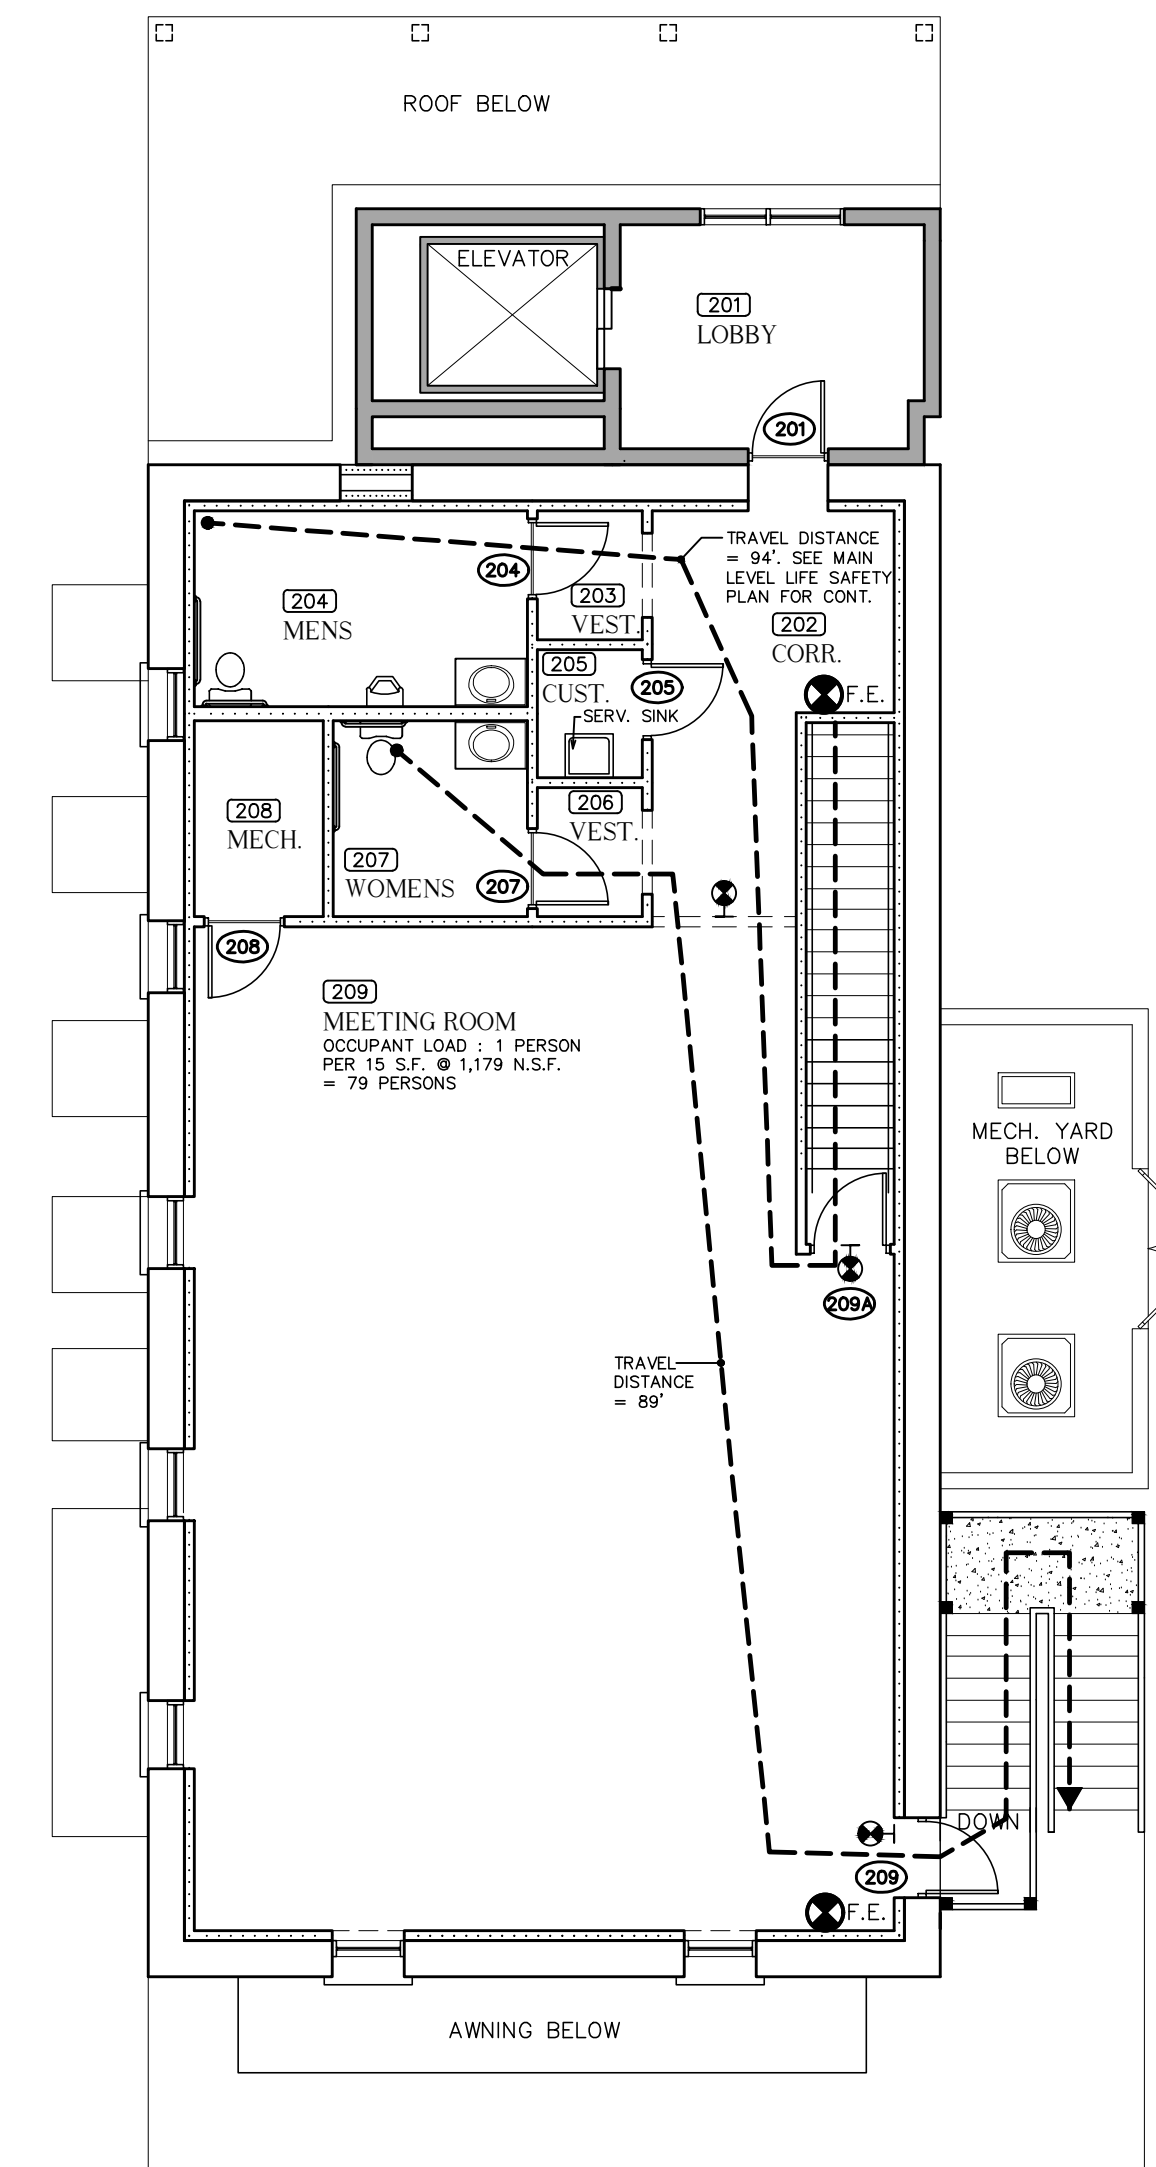 ROOF BELOW
ELEVATOR
201
LOBBY
201
TRAVEL DISTANCE
= 94'. SEE MAIN
LEVEL LIFE SAFETY
PLAN FOR CONT.
204
204
MENS
203
VEST.
202
CORR.
205
CUST.
205
F.E.
SERV. SINK
208
MECH.
206
VEST.
207
WOMENS
207
208
209
MEETING ROOM
OCCUPANT LOAD : 1 PERSON
PER 15 S.F. @ 1,179 N.S.F.
= 79 PERSONS
MECH. YARD
BELOW
209A
TRAVEL
DISTANCE
= 89'
DOWN
209
F.E.
AWNING BELOW